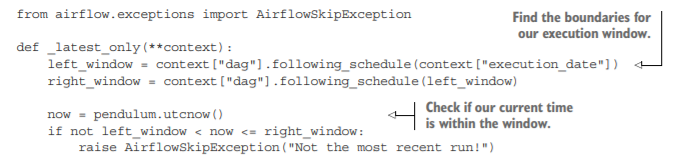 from airflow.exceptions import AirflowSkipException
Find the boundaries for
our execution window.
def _latest_only(**context):
    left_window = context["dag"].following_schedule(context["execution_date"])
    right_window = context["dag"].following_schedule(left_window)
    now = pendulum.utcnow()
Check if our current time
is within the window.
    if not left_window < now <= right_window:
        raise AirflowSkipException("Not the most recent run!")